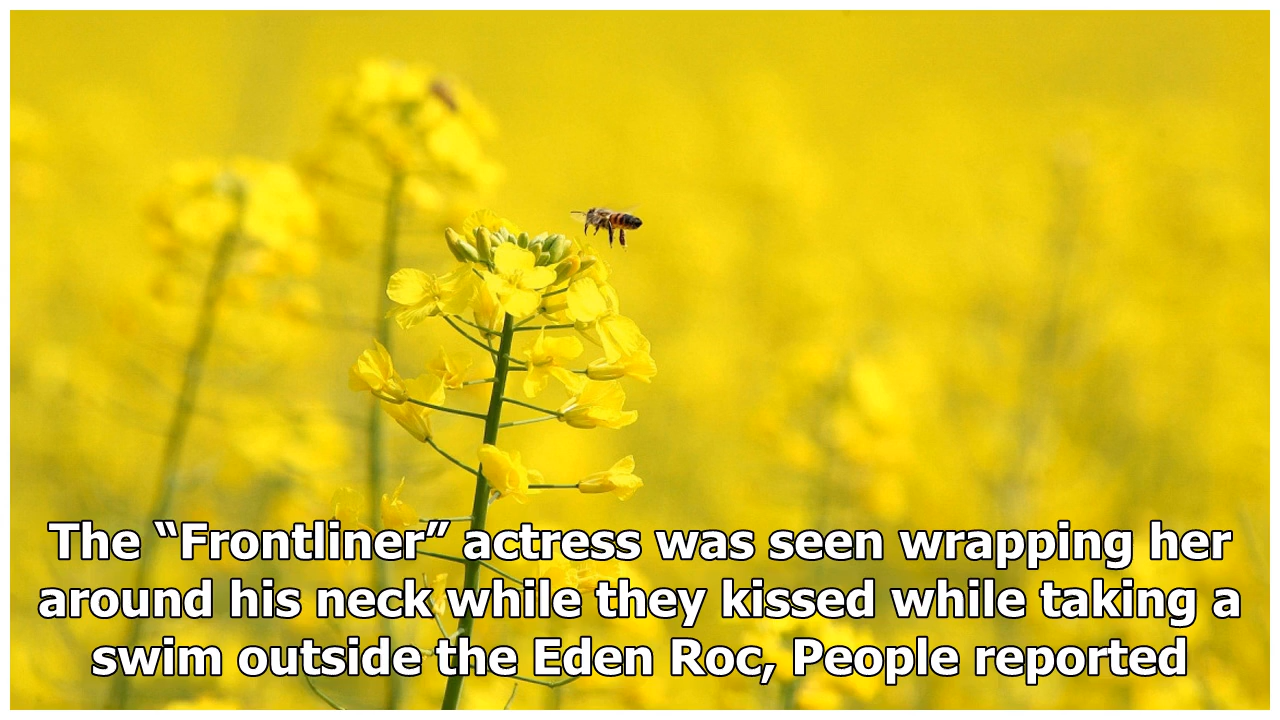 The “Frontliner” actress was seen wrapping her
around his neck while they kissed while taking a
swim outside the Eden Roc, People reported